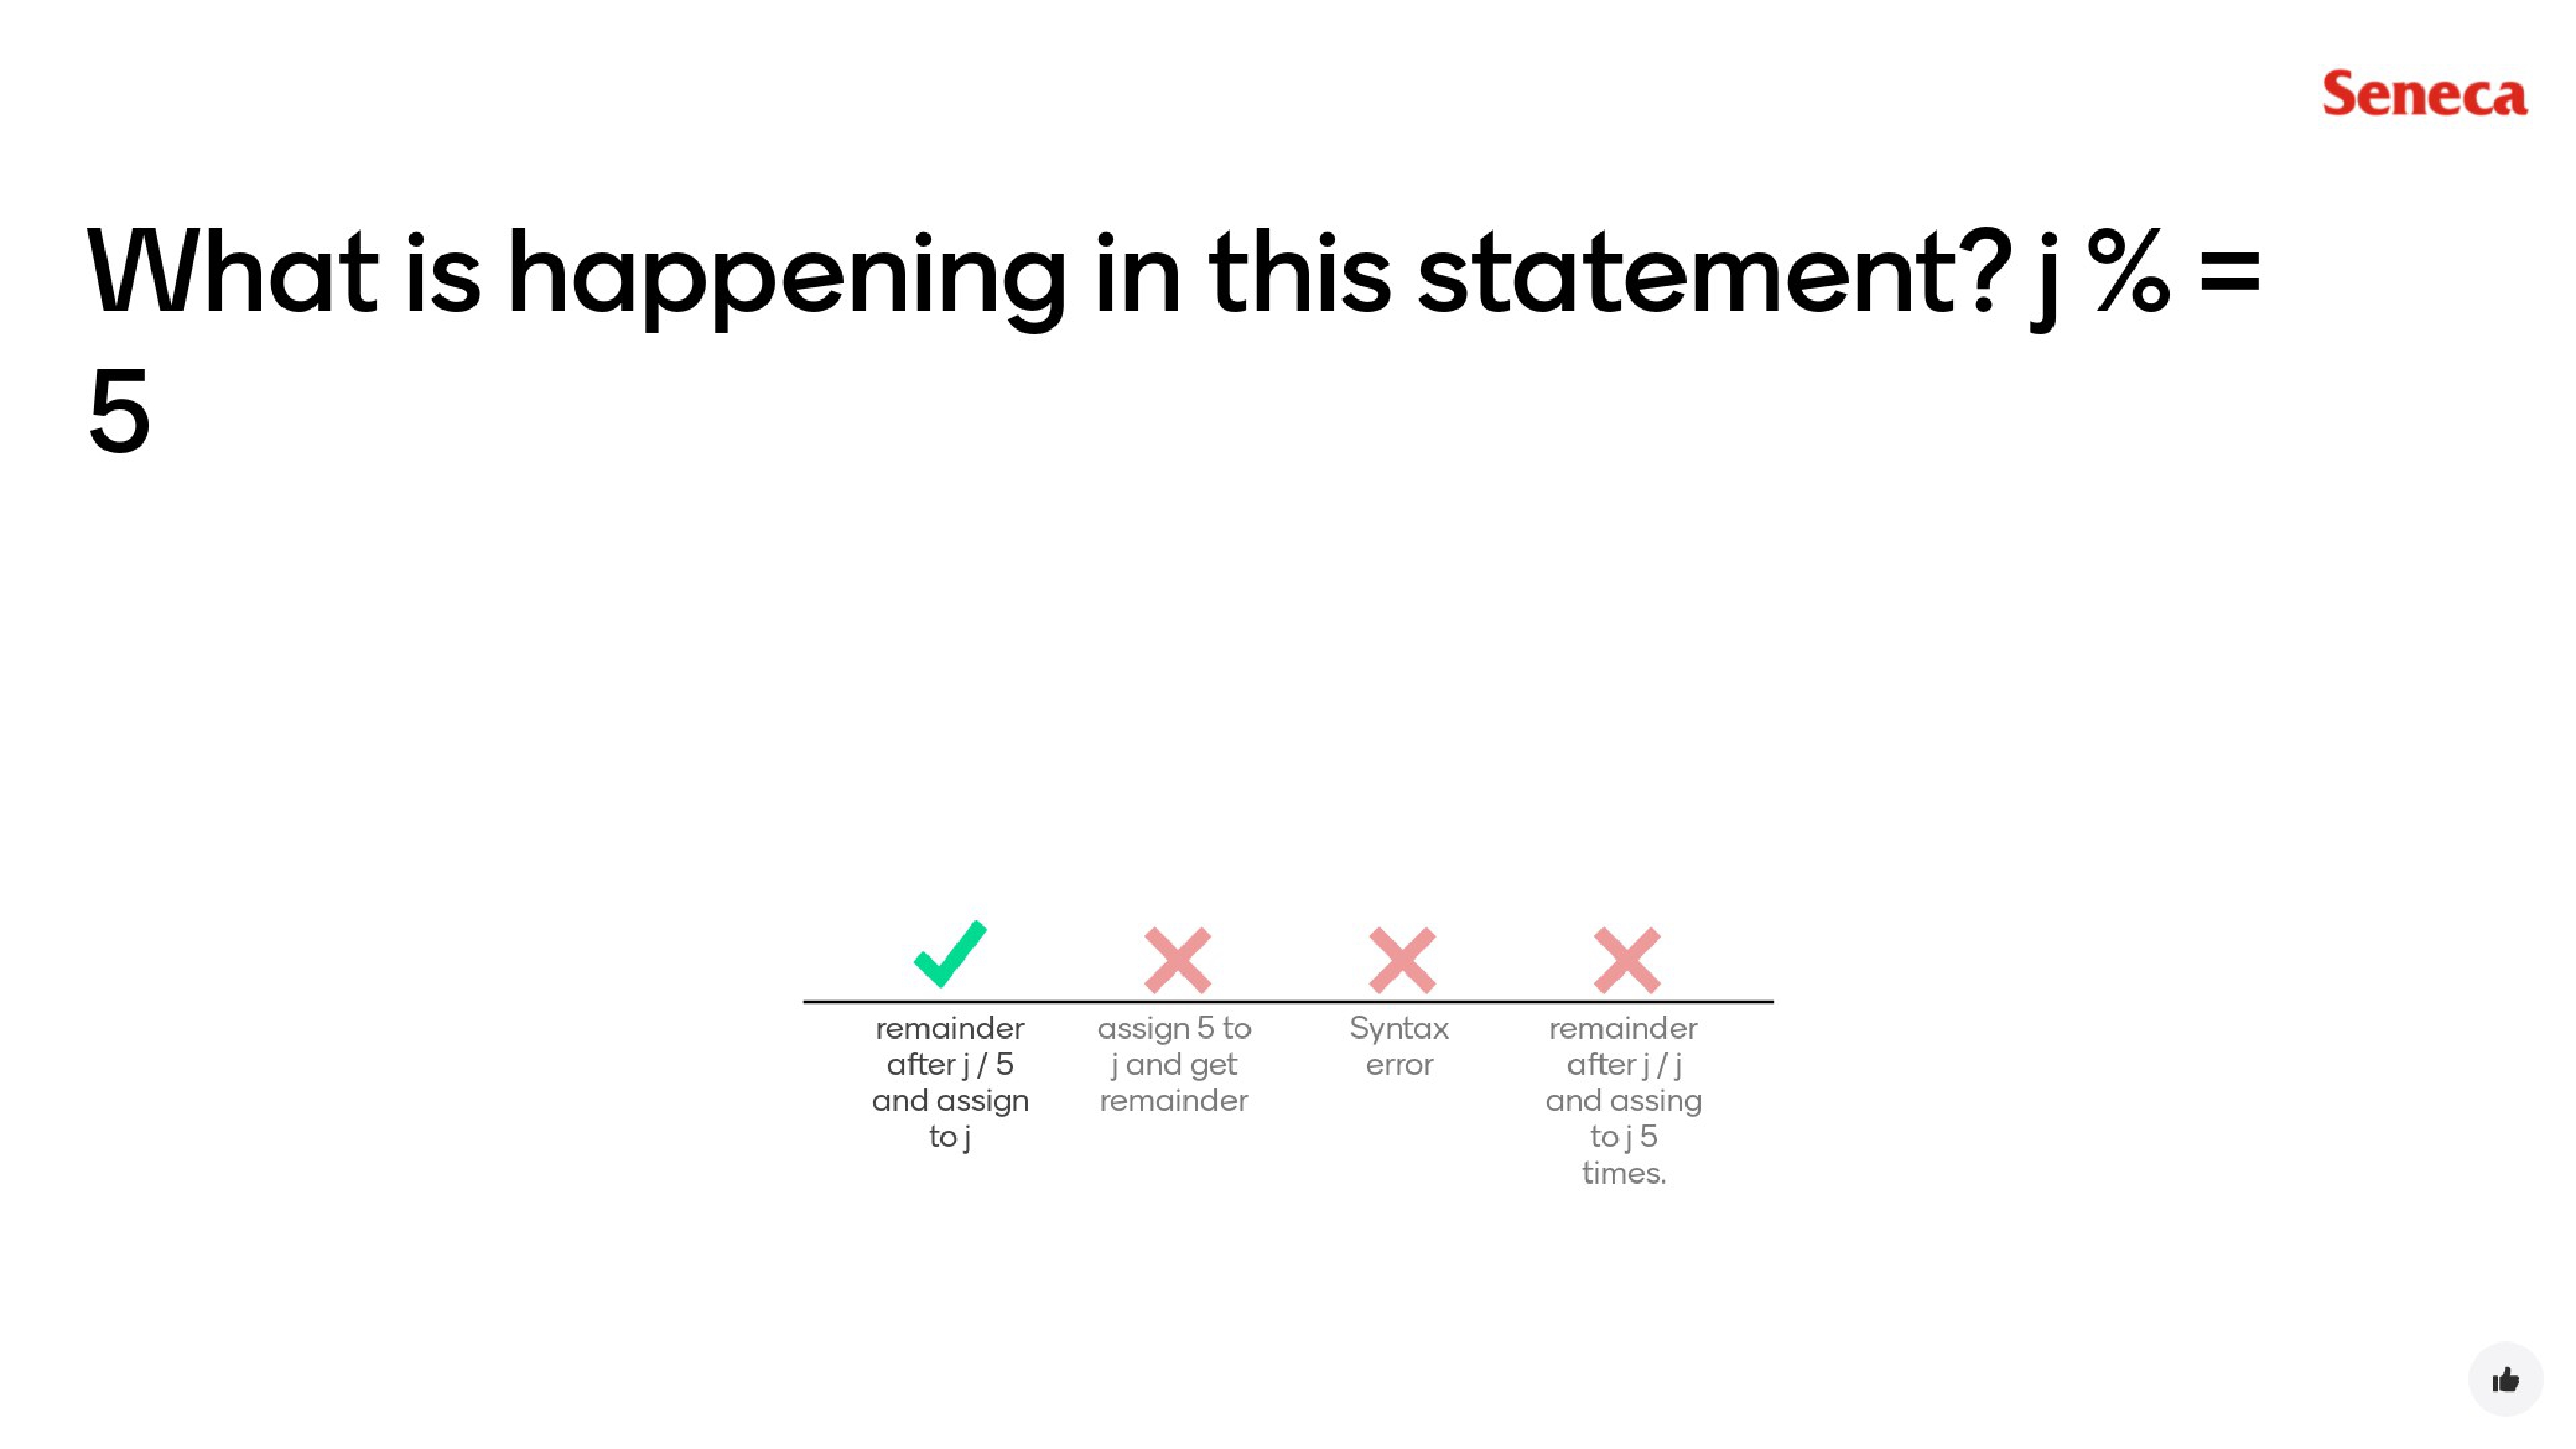 Seneca
What is happening in this statement? j % =
5
remainder
after j / 5
and assign
to j
assign 5 to
j and get
remainder
Syntax
error
remainder
after j / j
and assing
to j 5
times.